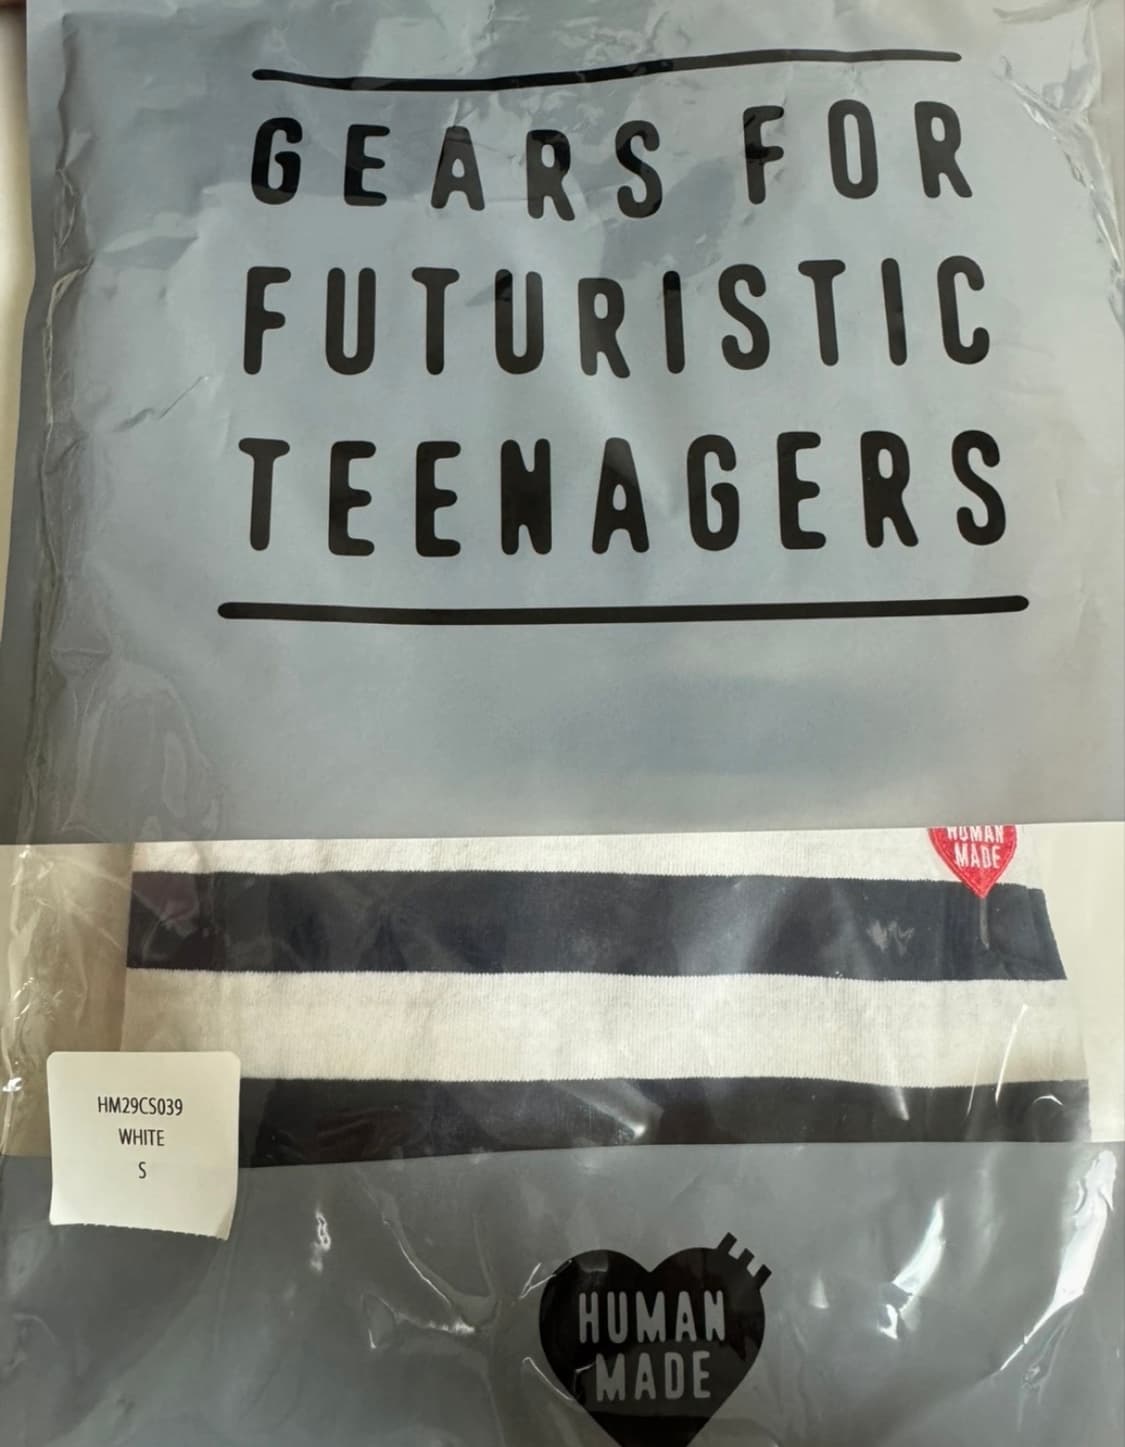 GEARS FOR
FUTURISTIC
TEENAGERS
HUMAN
MADE
HM29CS039
WHITE
S
HUMAN
MADE